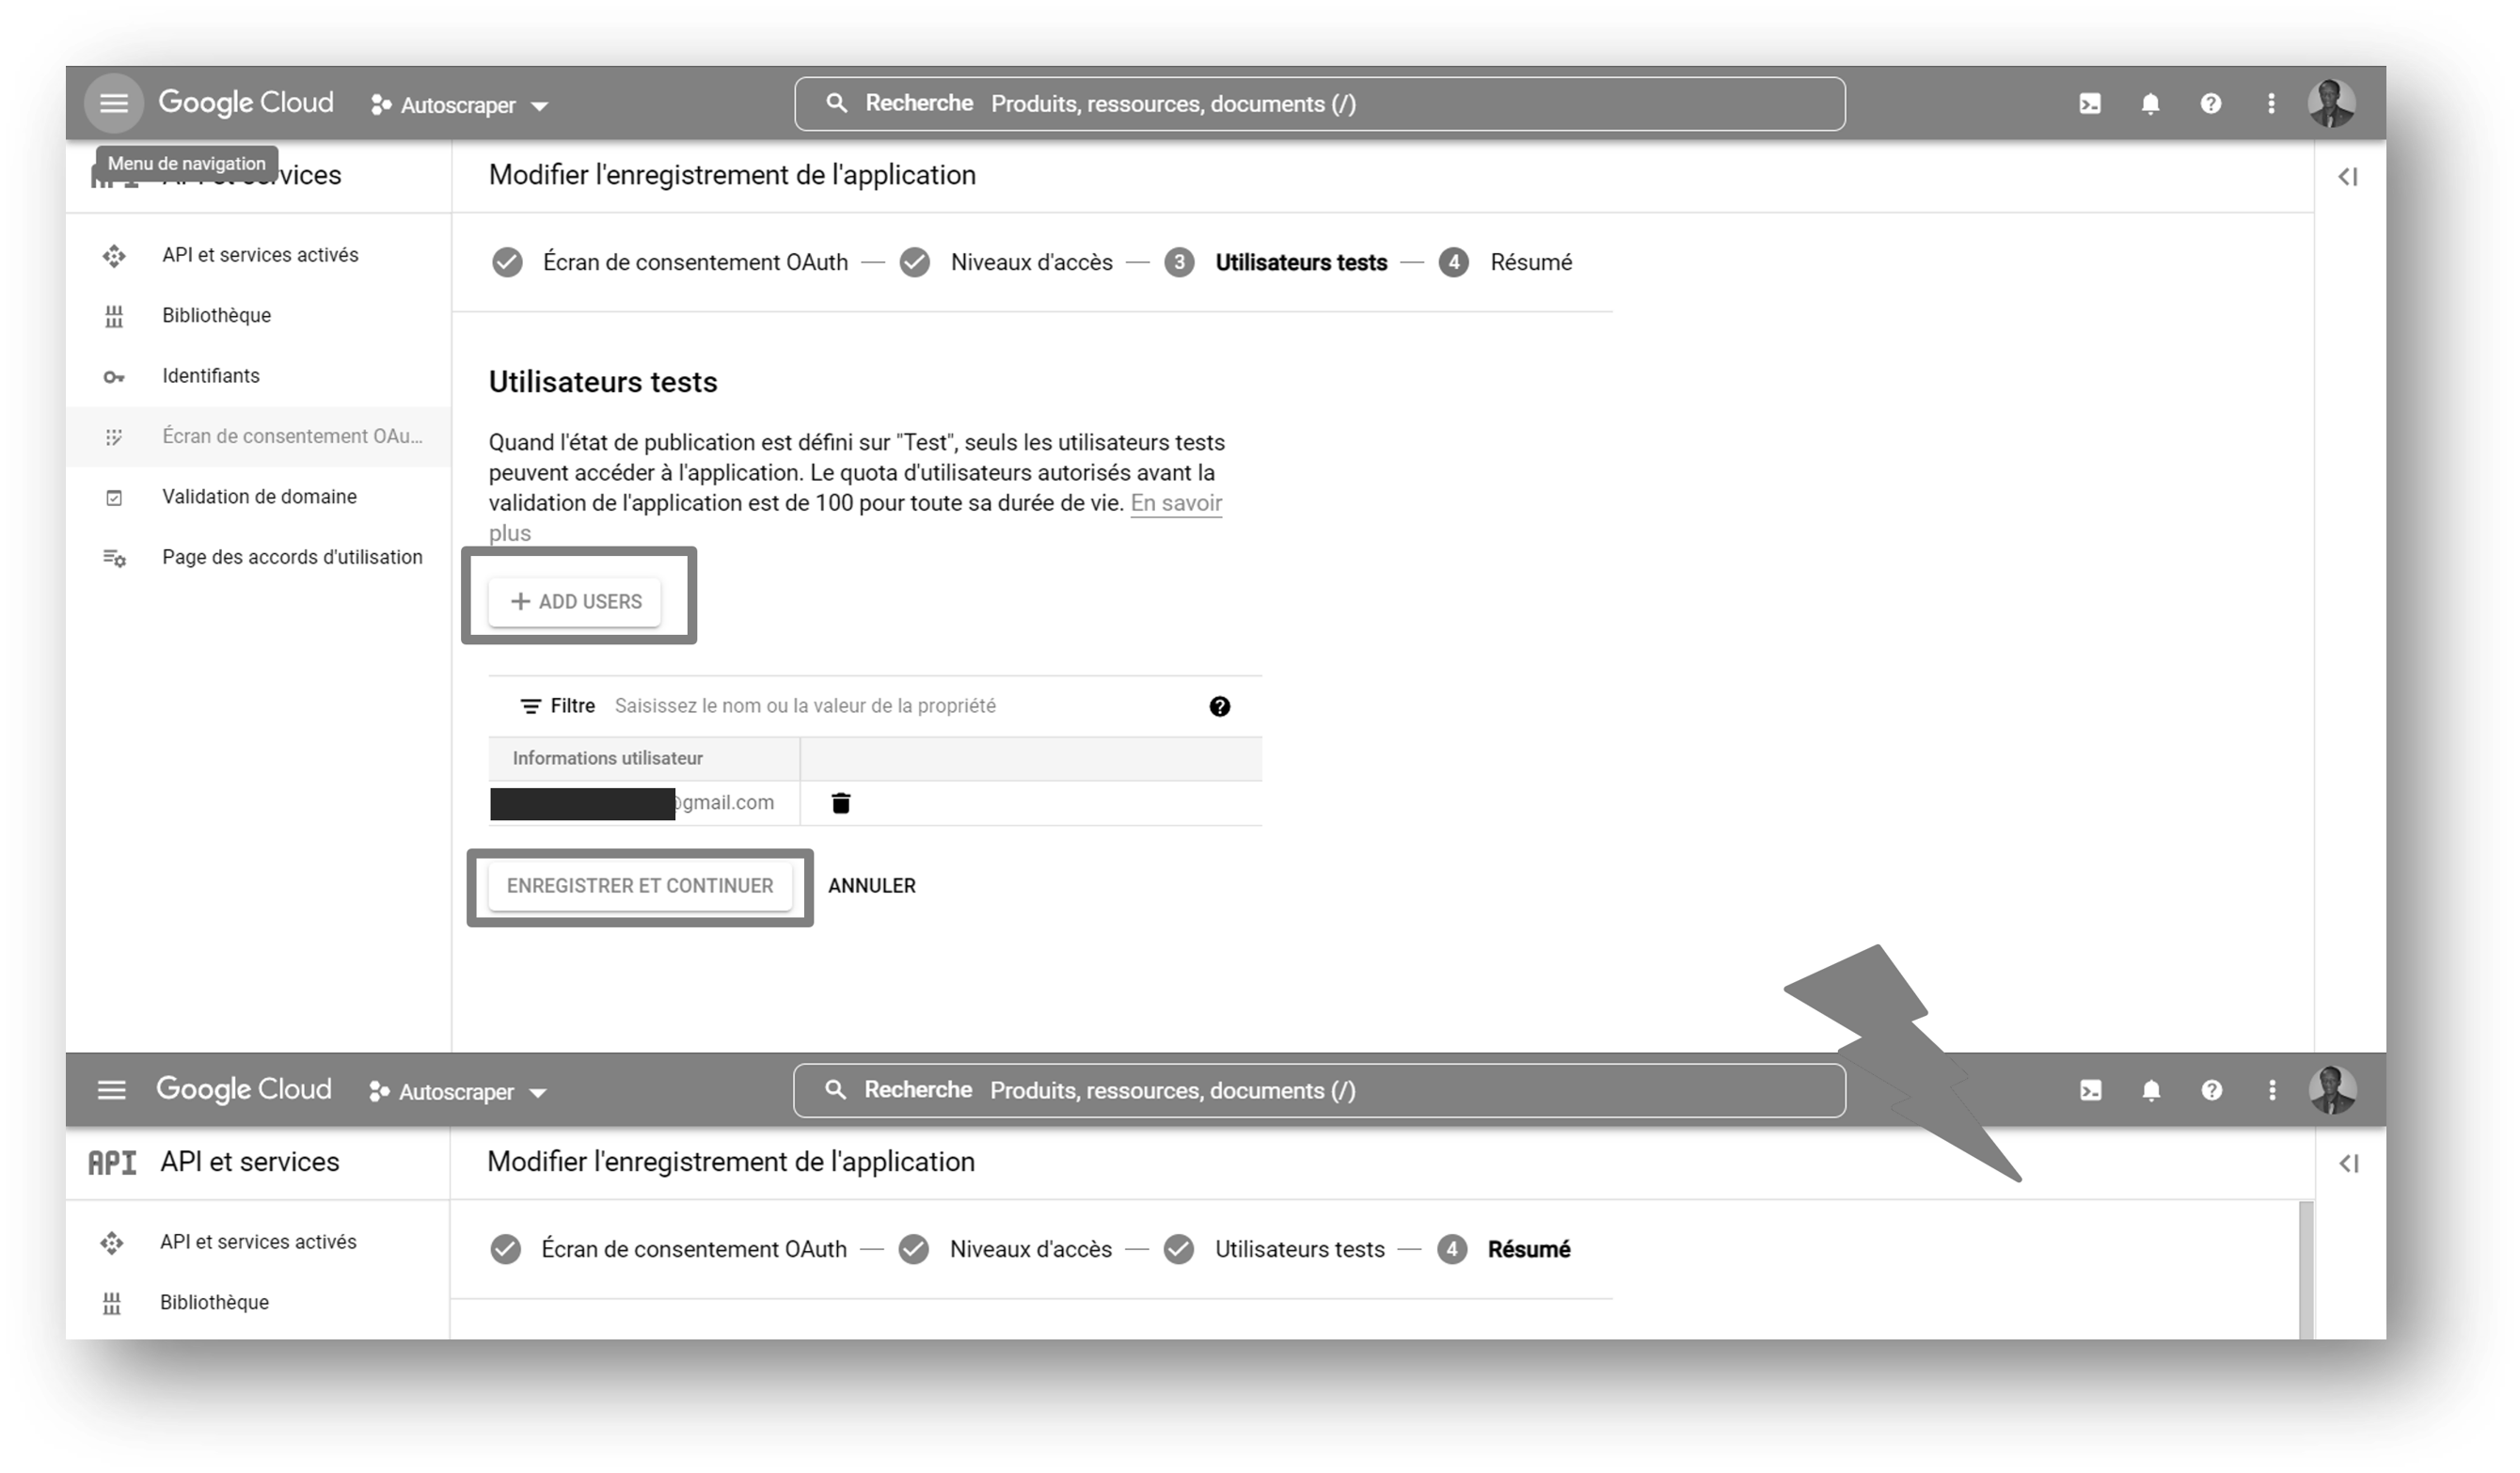 Google Cloud
Autoscraper
Recherche Produits, ressources, documents (/)
Menu de navigation
API et services
Modifier l'enregistrement de l'application
API et services activés
Bibliothèque
Identifiants
Écran de consentement OAu...
Validation de domaine
Page des accords d'utilisation
Écran de consentement OAuth — Niveaux d'accès — 3 Utilisateurs tests — 4 Résumé
Utilisateurs tests
Quand l'état de publication est défini sur "Test", seuls les utilisateurs tests
peuvent accéder à l'application. Le quota d'utilisateurs autorisés avant la
validation de l'application est de 100 pour toute sa durée de vie. En savoir
plus
+ ADD USERS
Filtre Saisissez le nom ou la valeur de la propriété
Informations utilisateur
@gmail.com
ENREGISTRER ET CONTINUER ANNULER
Google Cloud
Autoscraper
Recherche Produits, ressources, documents (/)
API API et services
Modifier l'enregistrement de l'application
API et services activés
Bibliothèque
Écran de consentement OAuth — Niveaux d'accès — Utilisateurs tests — 4 Résumé